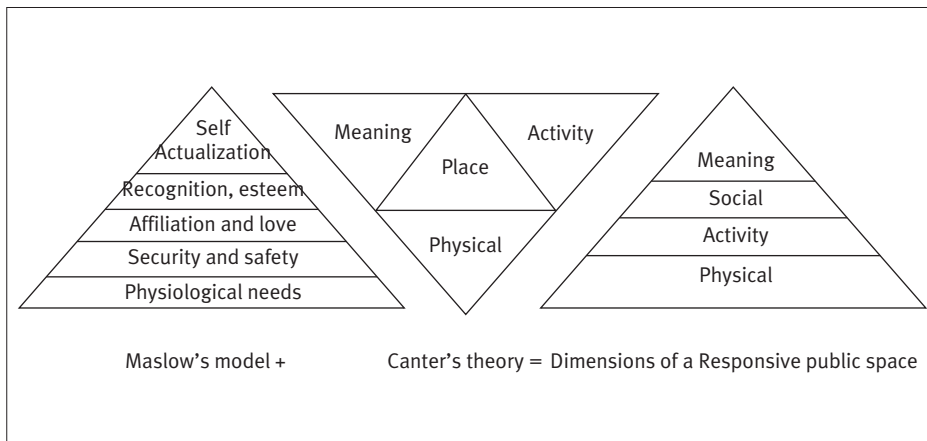 Self
Actualization
Recognition, esteem
Affiliation and love
Security and safety
Physiological needs
Meaning
Activity
Place
Physical
Meaning
Social
Activity
Physical
Maslow's model +
Canter's theory = Dimensions of a Responsive public space